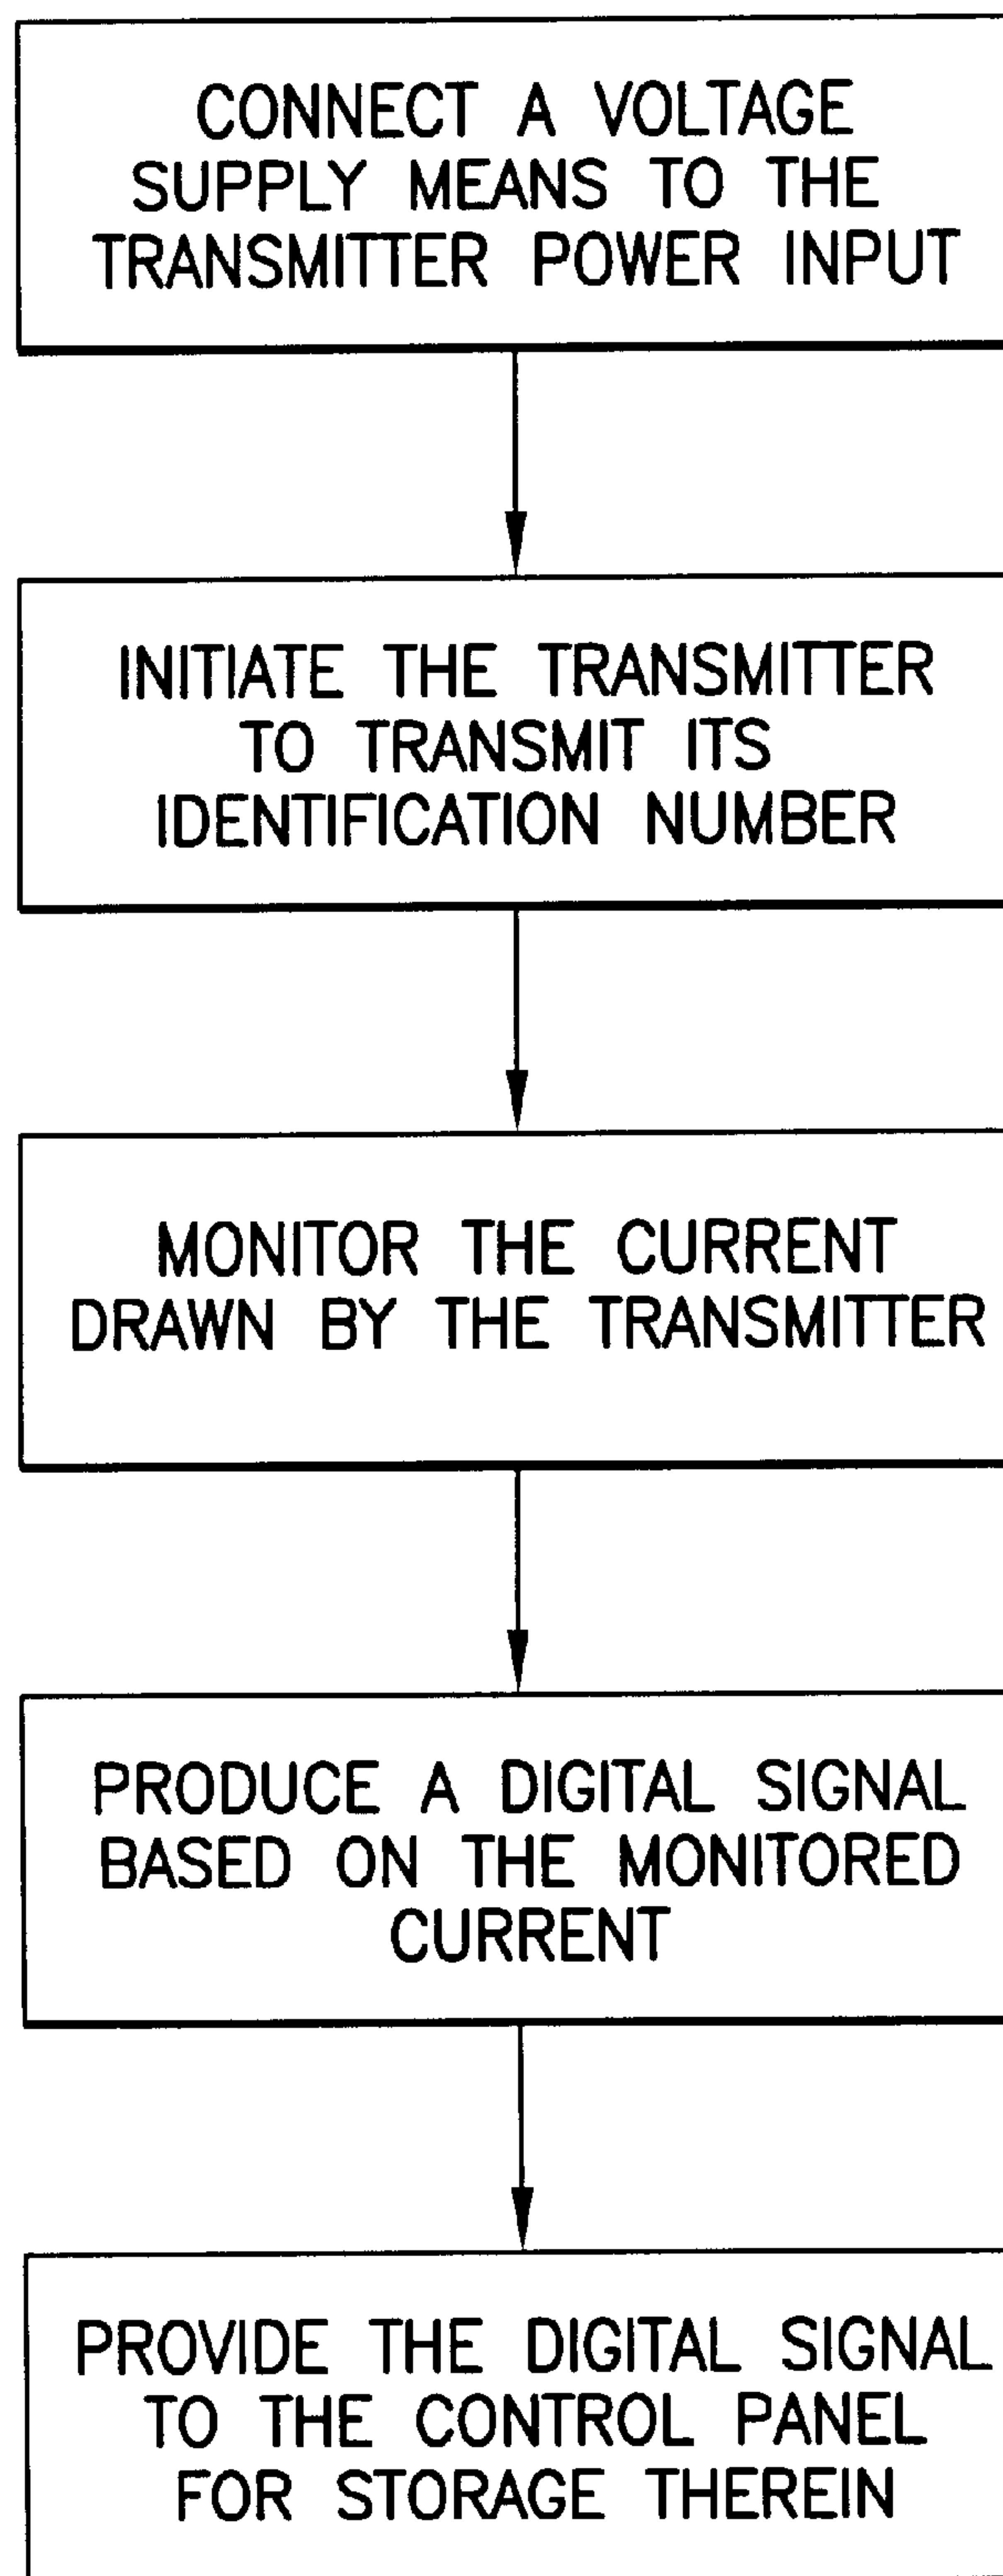 CONNECT A VOLTAGE
SUPPLY MEANS TO THE
TRANSMITTER POWER INPUT
INITIATE THE TRANSMITTER
TO TRANSMIT ITS
IDENTIFICATION NUMBER
MONITOR THE CURRENT
DRAWN BY THE TRANSMITTER
PRODUCE A DIGITAL SIGNAL
BASED ON THE MONITORED
CURRENT
PROVIDE THE DIGITAL SIGNAL
TO THE CONTROL PANEL
FOR STORAGE THEREIN